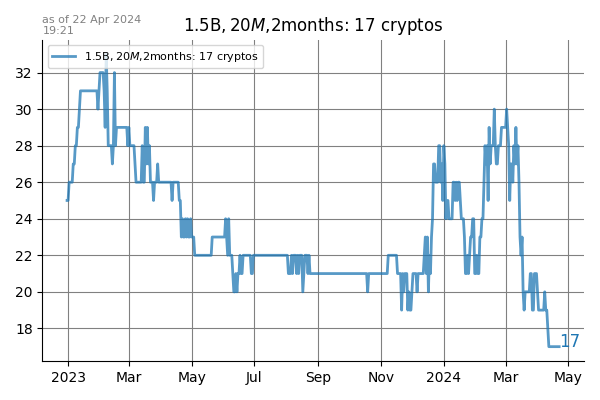 as of 22 Apr 2024
19:21
1.5B, 20M,2months: 17 cryptos
1.5B, 20M,2months: 17 cryptos
32
30
28
26
24
22
20
18
17
2023 Mar May Jul Sep Nov 2024 Mar May